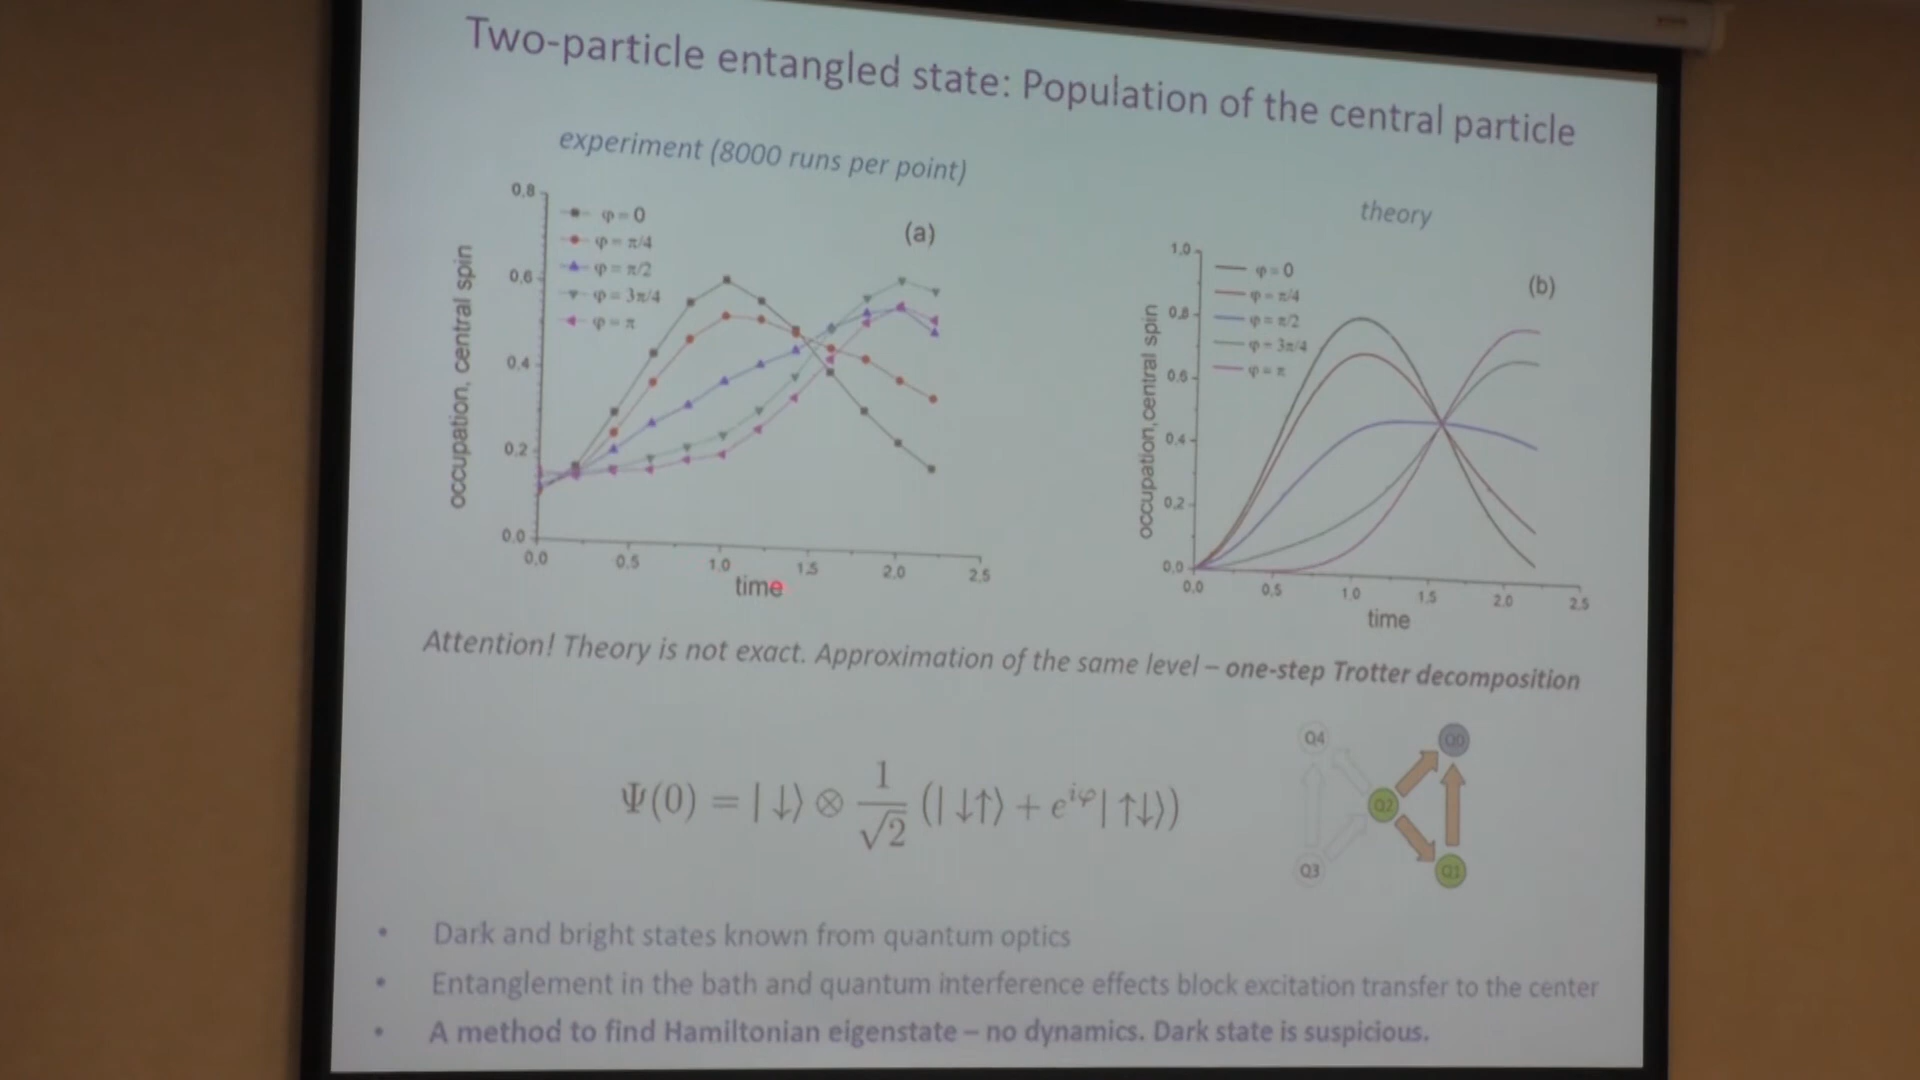 Two-particle entangled state: Population of the central particle
experiment (8000 runs per point)
theory
0,8
0,6
0,4
0,2
0,0
occupation, central spin
φ = 0
φ = π/4
φ = π/2
φ = 3π/4
φ = π
(a)
0,0 0,5 1,0 1,5 2,0 2,5
time
1,0
0,8
0,6
0,4
0,2
0,0
occupation,central spin
φ = 0
φ = π/4
φ = π/2
φ = 3π/4
φ = π
(b)
0,0 0,5 1,0 1,5 2,0 2,5
time
Attention! Theory is not exact. Approximation of the same level – one-step Trotter decomposition
Ψ(0) = |↓⟩ ⊗ 1/√2 (|↓↑⟩ + e^{iφ}|↑↓⟩)
Q4 Q0
Q2
Q3 Q1
• Dark and bright states known from quantum optics
• Entanglement in the bath and quantum interference effects block excitation transfer to the center
• A method to find Hamiltonian eigenstate – no dynamics. Dark state is suspicious.